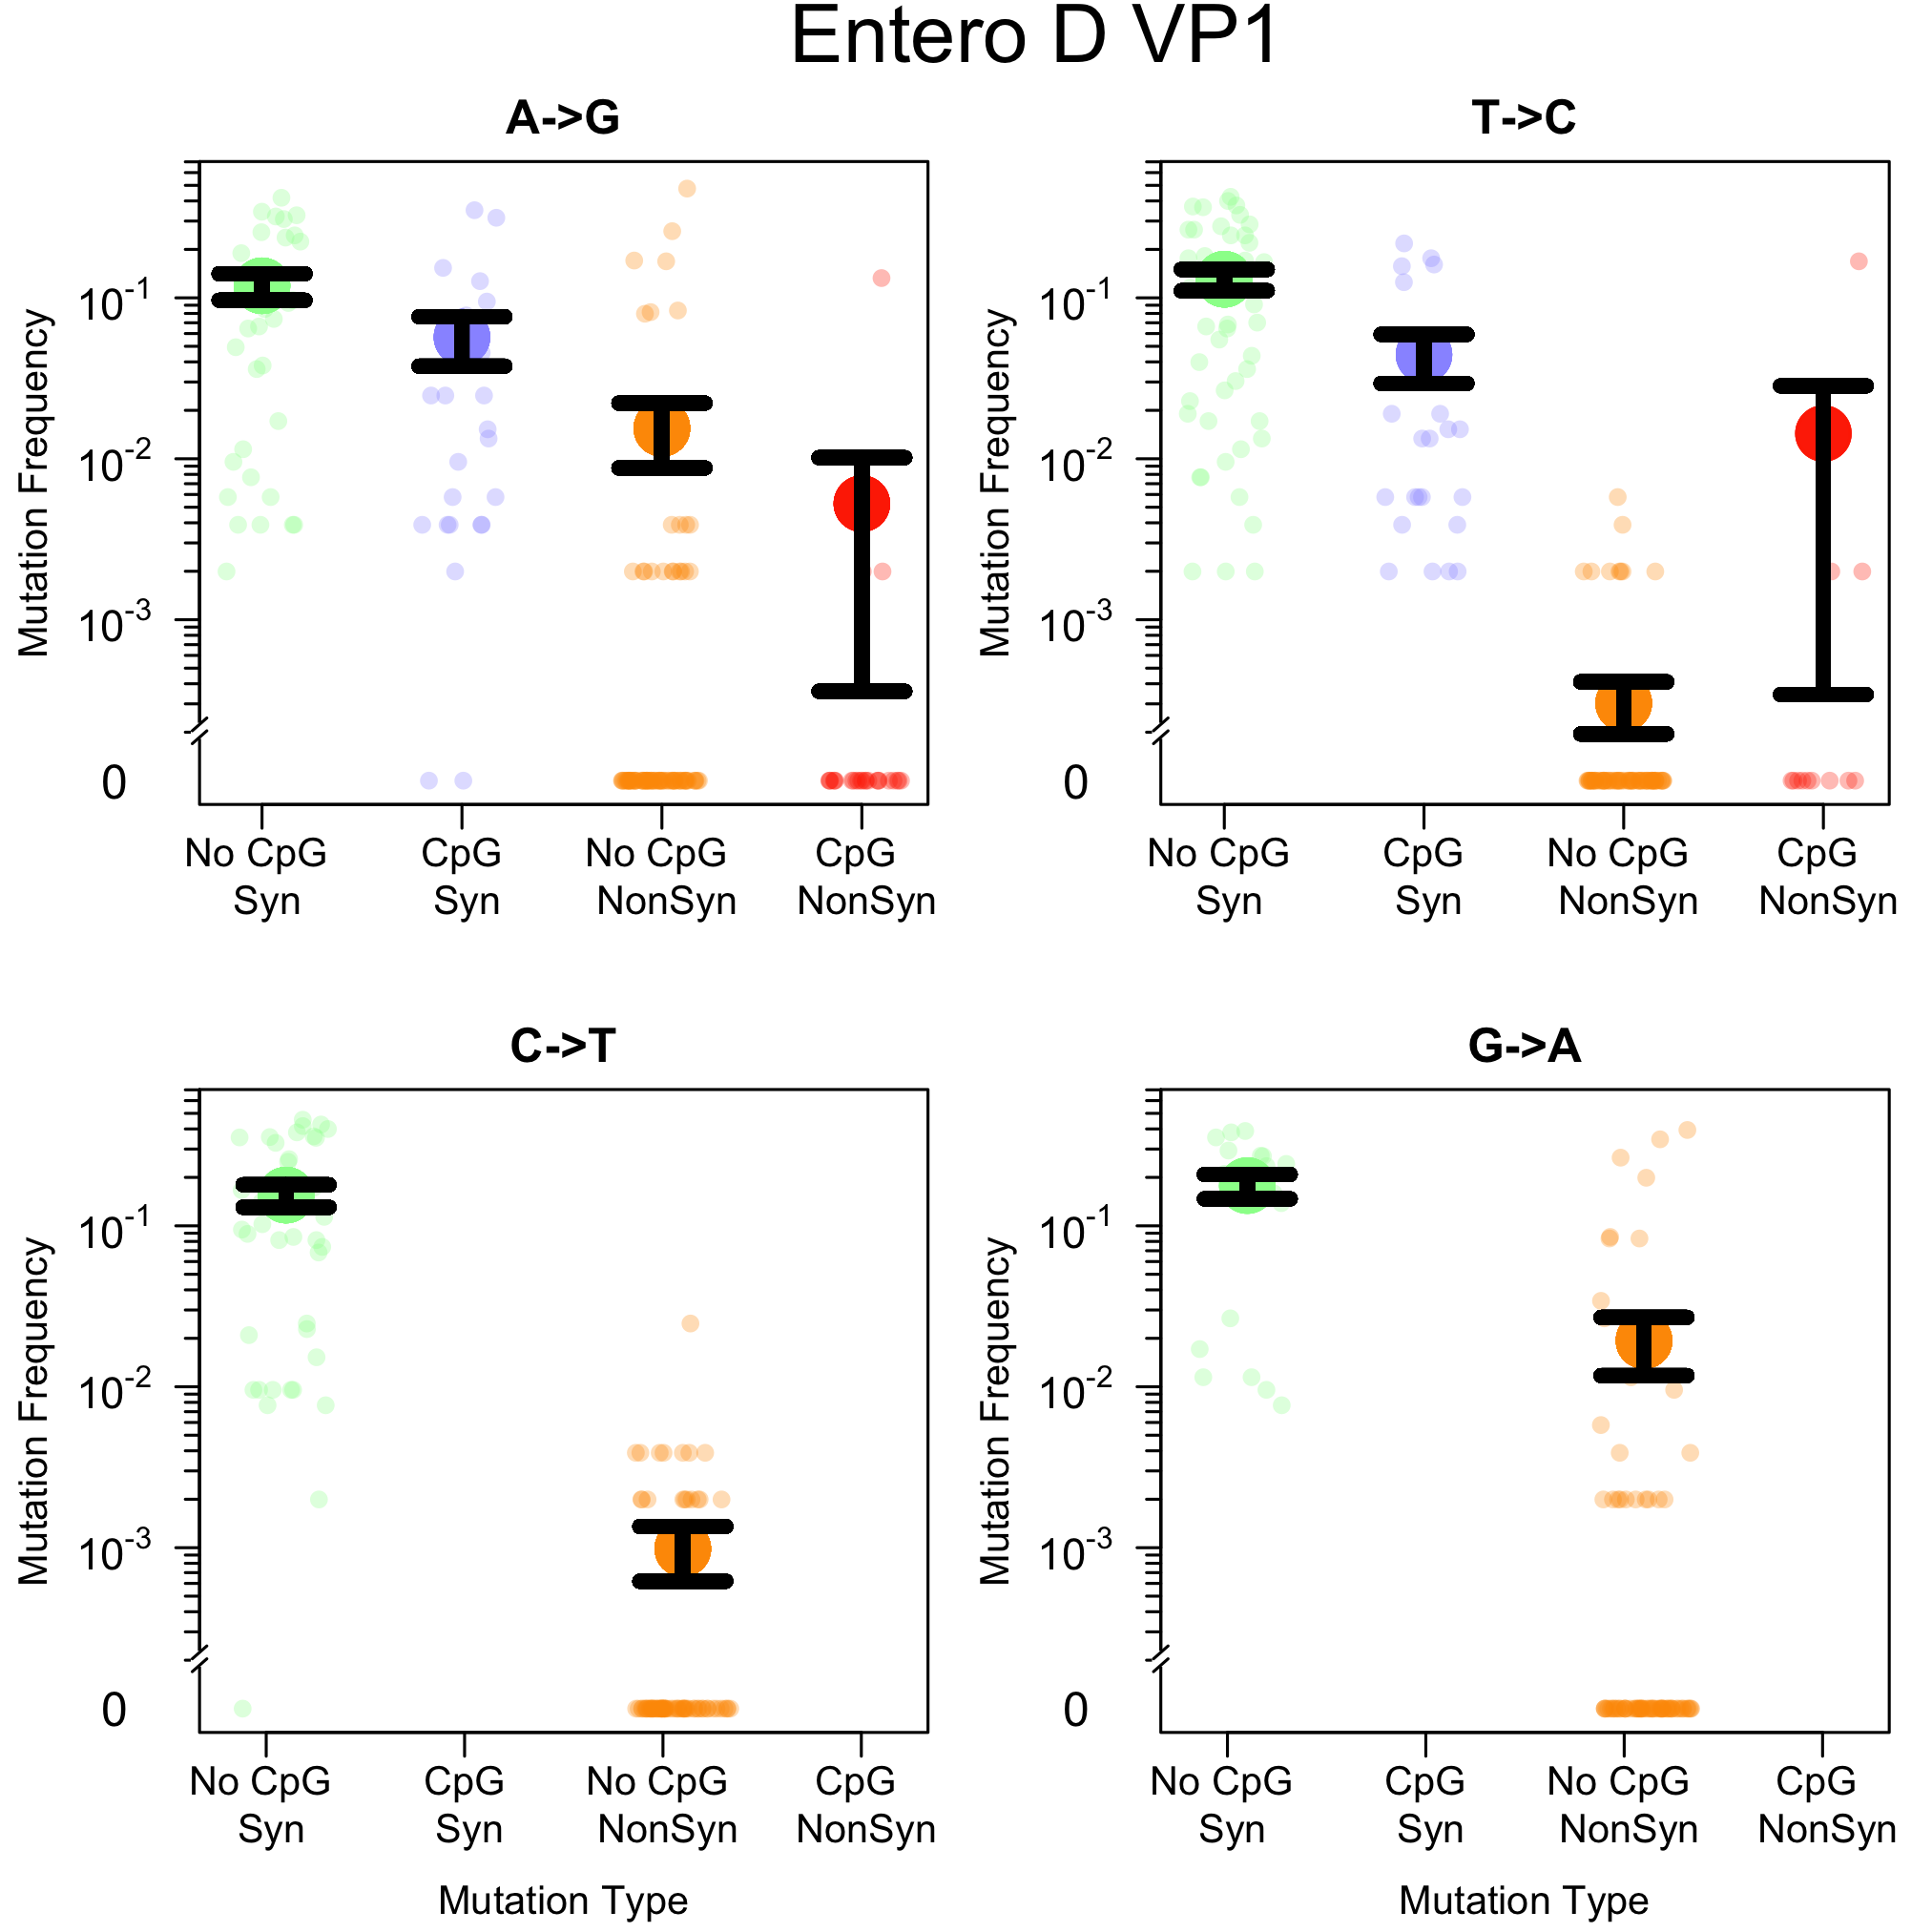 Entero D VP1
A->G
Mutation Frequency
10-1
10-2
10-3
0
No CpG Syn
CpG Syn
No CpG NonSyn
CpG NonSyn
T->C
Mutation Frequency
10-1
10-2
10-3
0
No CpG Syn
CpG Syn
No CpG NonSyn
CpG NonSyn
C->T
Mutation Frequency
10-1
10-2
10-3
0
No CpG Syn
CpG Syn
No CpG NonSyn
CpG NonSyn
Mutation Type
G->A
Mutation Frequency
10-1
10-2
10-3
0
No CpG Syn
CpG Syn
No CpG NonSyn
CpG NonSyn
Mutation Type